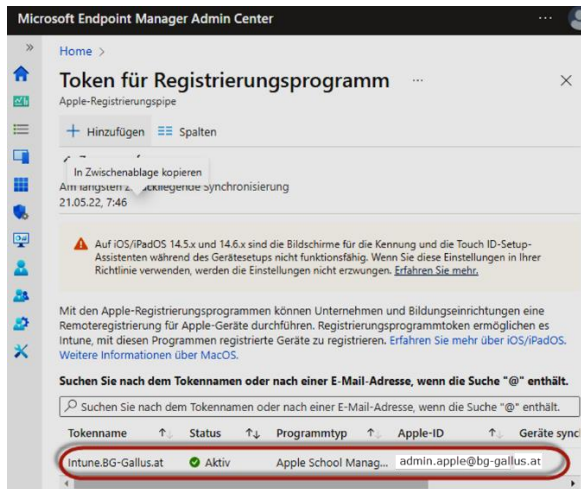 Microsoft Endpoint Manager Admin Center
Home >
Token für Registrierungsprogramm ...
Apple-Registrierungspipe
+ Hinzufügen Spalten
In Zwischenablage kopieren
Am längsten zurückliegende Synchronisierung
21.05.22, 7:46
Auf iOS/iPadOS 14.5.x und 14.6.x sind die Bildschirme für die Kennung und die Touch ID-Setup-
Assistenten während des Gerätesetups nicht funktionsfähig. Wenn Sie diese Einstellungen in Ihrer
Richtlinie verwenden, werden die Einstellungen nicht erzwungen. Erfahren Sie mehr.
Mit den Apple-Registrierungsprogrammen können Unternehmen und Bildungseinrichtungen eine
Remoteregistrierung für Apple-Geräte durchführen. Registrierungsprogrammtoken ermöglichen es
Intune, mit diesen Programmen registrierte Geräte zu registrieren. Erfahren Sie mehr über iOS/iPadOS.
Weitere Informationen über MacOS.
Suchen Sie nach dem Tokennamen oder nach einer E-Mail-Adresse, wenn die Suche "@" enthält.
Suchen Sie nach dem Tokennamen oder nach einer E-Mail-Adresse, wenn die Suche "@" enthält.
Tokenname Status Programmtyp Apple-ID Geräte sync
Intune.BG-Gallus.at Aktiv Apple School Manag... admin.apple@bg-gallus.at